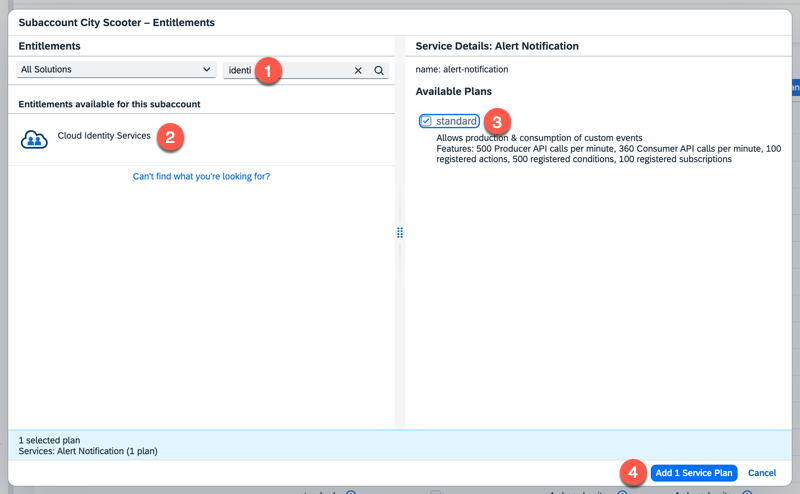 Subaccount City Scooter – Entitlements
Entitlements
All Solutions
identi
1
Entitlements available for this subaccount
Cloud Identity Services
2
Can't find what you're looking for?
Service Details: Alert Notification
name: alert-notification
Available Plans
standard
3
Allows production & consumption of custom events
Features: 500 Producer API calls per minute, 360 Consumer API calls per minute, 100
registered actions, 500 registered conditions, 100 registered subscriptions
1 selected plan
Services: Alert Notification (1 plan)
4
Add 1 Service Plan
Cancel